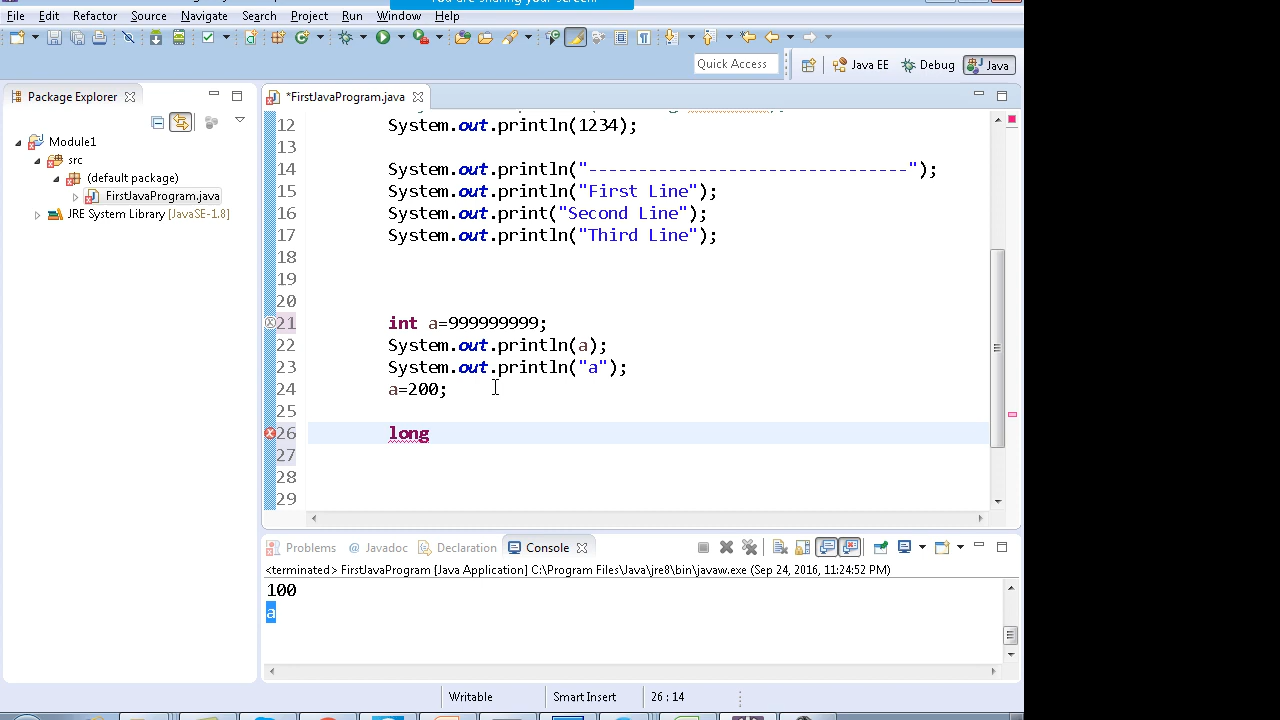 You are sharing your screen.
File Edit Refactor Source Navigate Search Project Run Window Help
Quick Access
Java EE
Debug
Java
Package Explorer
Module1
src
(default package)
FirstJavaProgram.java
JRE System Library [JavaSE-1.8]
*FirstJavaProgram.java
12 System.out.println(1234);
13
14 System.out.println("--------------------------------");
15 System.out.println("First Line");
16 System.out.print("Second Line");
17 System.out.println("Third Line");
18
19
20
21 int a=999999999;
22 System.out.println(a);
23 System.out.println("a");
24 a=200;
25
26 long
27
28
29
Problems @ Javadoc Declaration Console
<terminated> FirstJavaProgram [Java Application] C:\Program Files\Java\jre8\bin\javaw.exe (Sep 24, 2016, 11:24:52 PM)
100
a
Writable Smart Insert 26 : 14